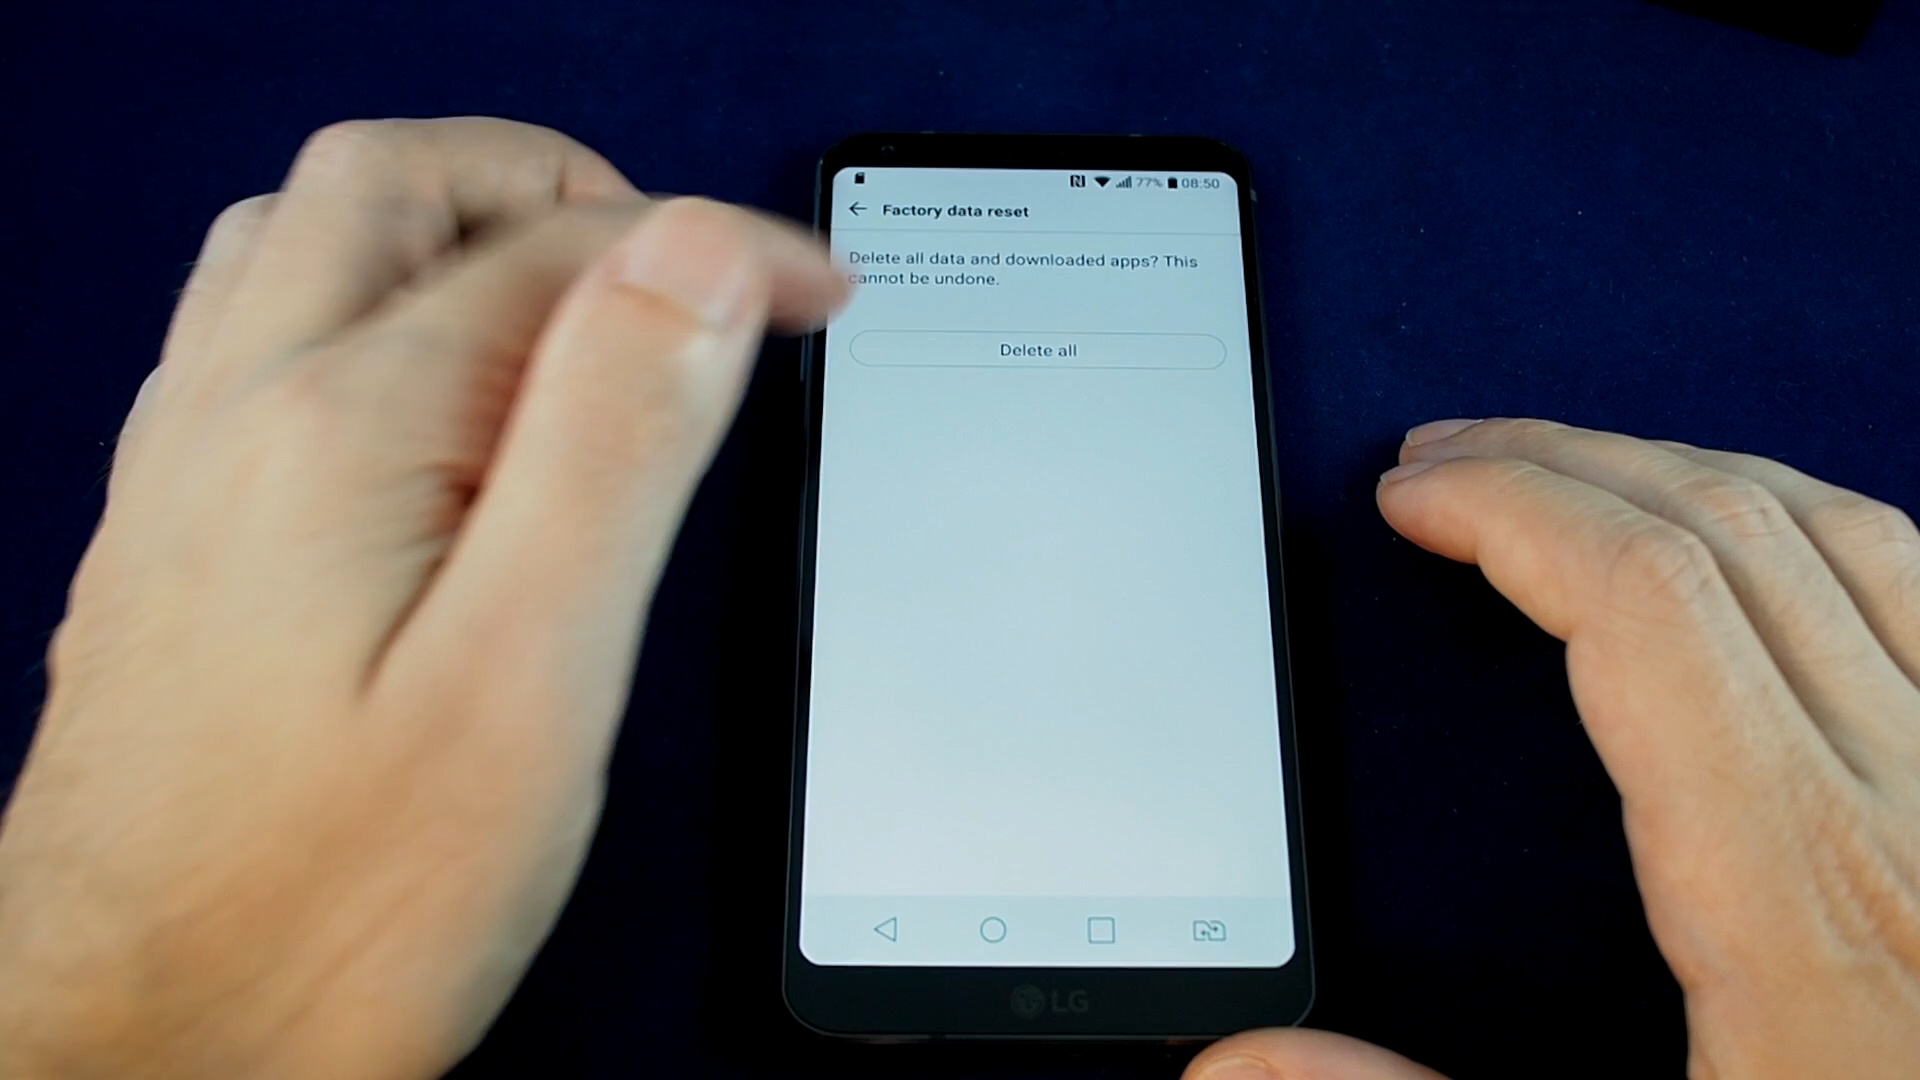 77% 08:50
Factory data reset
Delete all data and downloaded apps? This
cannot be undone.
Delete all
LG